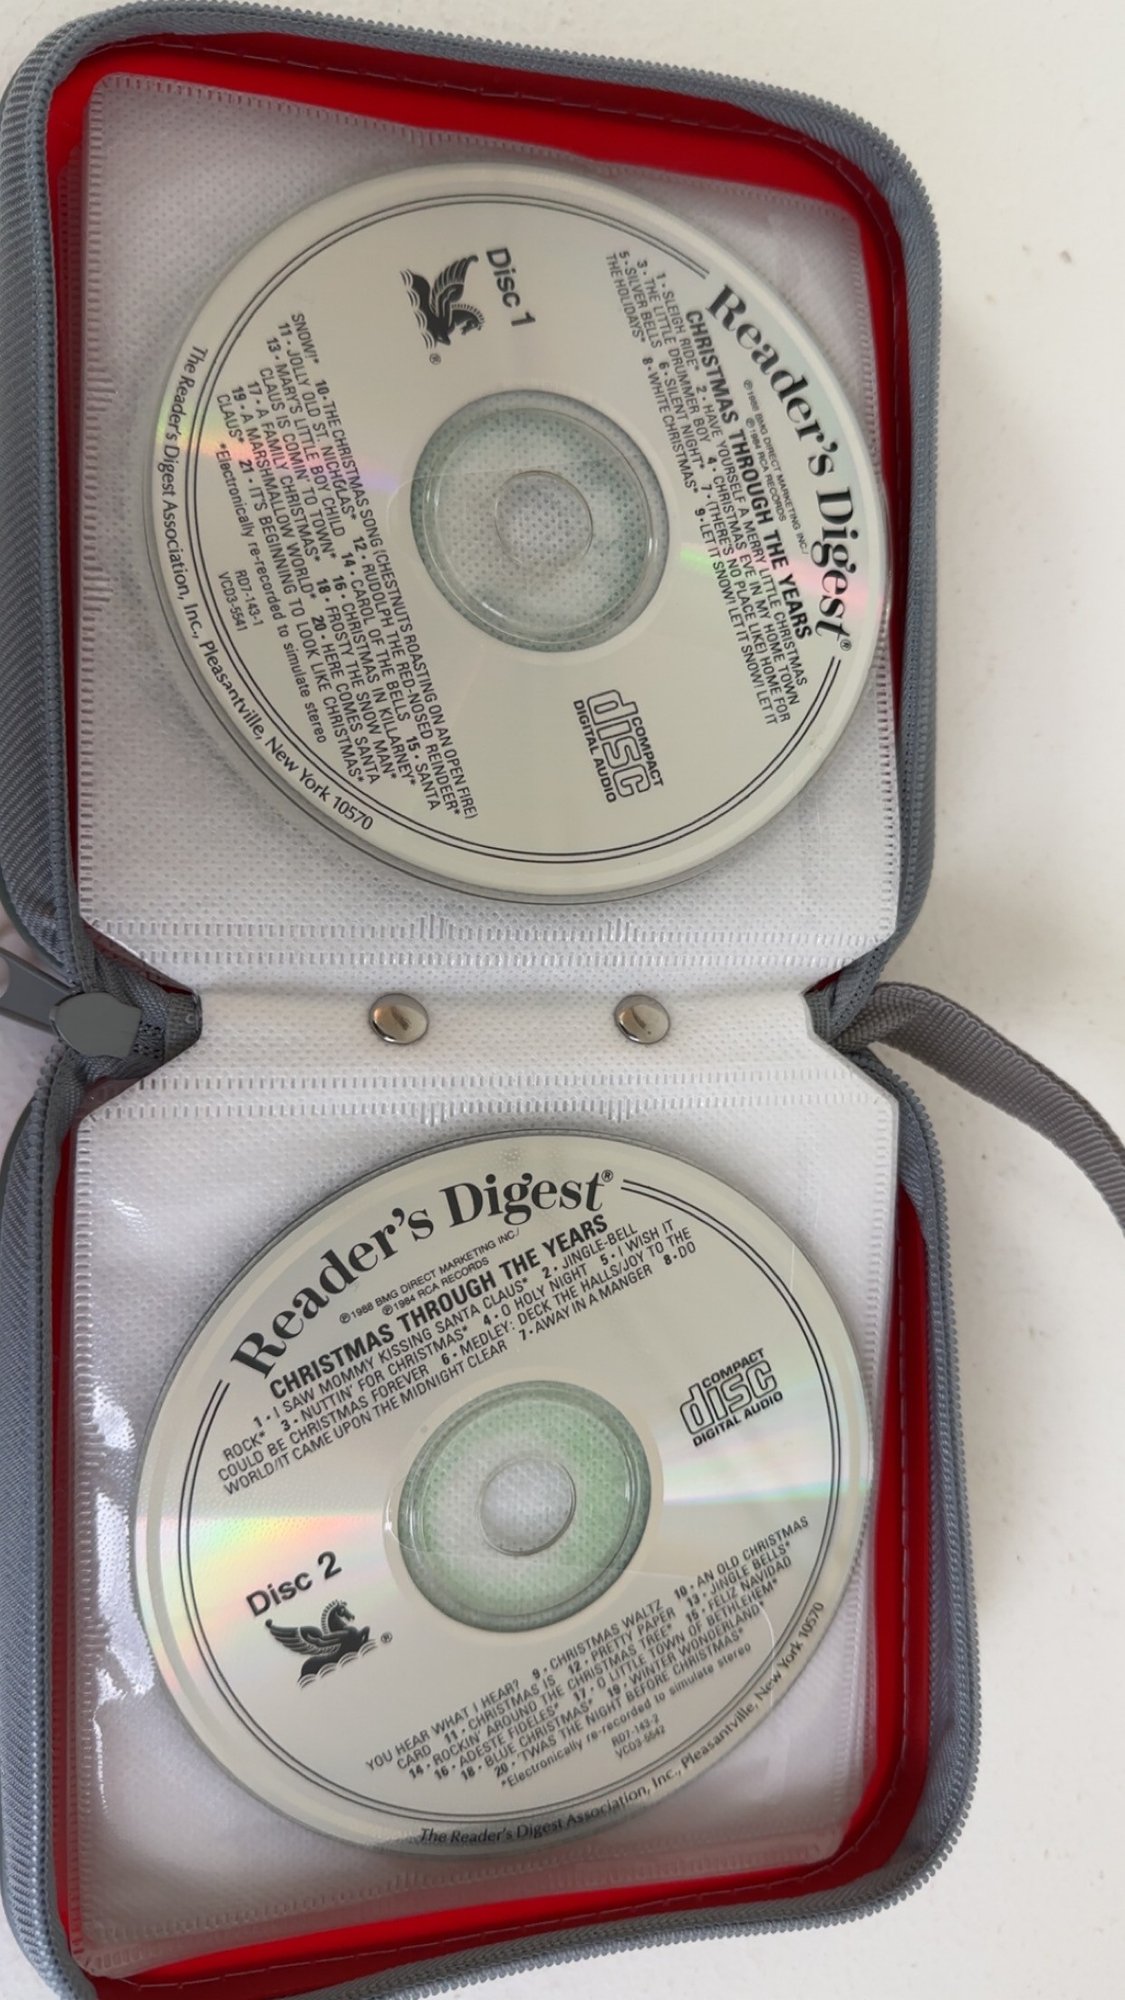 Reader's Digest®
℗1988 BMG DIRECT MARKETING INC./
℗1984 RCA RECORDS
CHRISTMAS THROUGH THE YEARS
1 • SLEIGH RIDE* 2 • HAVE YOURSELF A MERRY LITTLE CHRISTMAS
3 • THE LITTLE DRUMMER BOY 4 • CHRISTMAS EVE IN MY HOME TOWN
5 • SILVER BELLS 6 • SILENT NIGHT* 7 • (THERE'S NO PLACE LIKE) HOME FOR
THE HOLIDAYS* 8 • WHITE CHRISTMAS* 9 • LET IT SNOW! LET IT SNOW! LET IT
COMPACT
disc
DIGITAL AUDIO
Disc 1
®
SNOW!* 10 • THE CHRISTMAS SONG (CHESTNUTS ROASTING ON AN OPEN FIRE)
11 • JOLLY OLD ST. NICHOLAS* 12 • RUDOLPH THE RED-NOSED REINDEER*
13 • MARY'S LITTLE BOY CHILD 14 • CAROL OF THE BELLS 15 • SANTA
CLAUS IS COMIN' TO TOWN* 16 • CHRISTMAS IN KILLARNEY*
17 • A FAMILY CHRISTMAS* 18 • FROSTY THE SNOW MAN*
19 • A MARSHMALLOW WORLD* 20 • HERE COMES SANTA
CLAUS* 21 • IT'S BEGINNING TO LOOK LIKE CHRISTMAS*
*Electronically re-recorded to simulate stereo
RD7-143-1
VCD3-5541
The Reader's Digest Association, Inc., Pleasantville, New York 10570
Reader's Digest®
℗1988 BMG DIRECT MARKETING INC./
℗1984 RCA RECORDS
CHRISTMAS THROUGH THE YEARS
1 • I SAW MOMMY KISSING SANTA CLAUS* 2 • JINGLE-BELL
ROCK* 3 • NUTTIN' FOR CHRISTMAS* 4 • O HOLY NIGHT 5 • I WISH IT
COULD BE CHRISTMAS FOREVER 6 • MEDLEY: DECK THE HALLS/JOY TO THE
WORLD/IT CAME UPON THE MIDNIGHT CLEAR 7 • AWAY IN A MANGER 8 • DO
COMPACT
disc
DIGITAL AUDIO
Disc 2
®
YOU HEAR WHAT I HEAR? 9 • CHRISTMAS WALTZ 10 • AN OLD CHRISTMAS
CARD 11 • CHRISTMAS IS 12 • PRETTY PAPER 13 • JINGLE BELLS*
14 • ROCKIN' AROUND THE CHRISTMAS TREE* 15 • FELIZ NAVIDAD
16 • ADESTE FIDELES* 17 • O LITTLE TOWN OF BETHLEHEM*
18 • BLUE CHRISTMAS* 19 • WINTER WONDERLAND*
20 • 'TWAS THE NIGHT BEFORE CHRISTMAS*
*Electronically re-recorded to simulate stereo
RD7-143-2
VCD3-5542
The Reader's Digest Association, Inc., Pleasantville, New York 10570